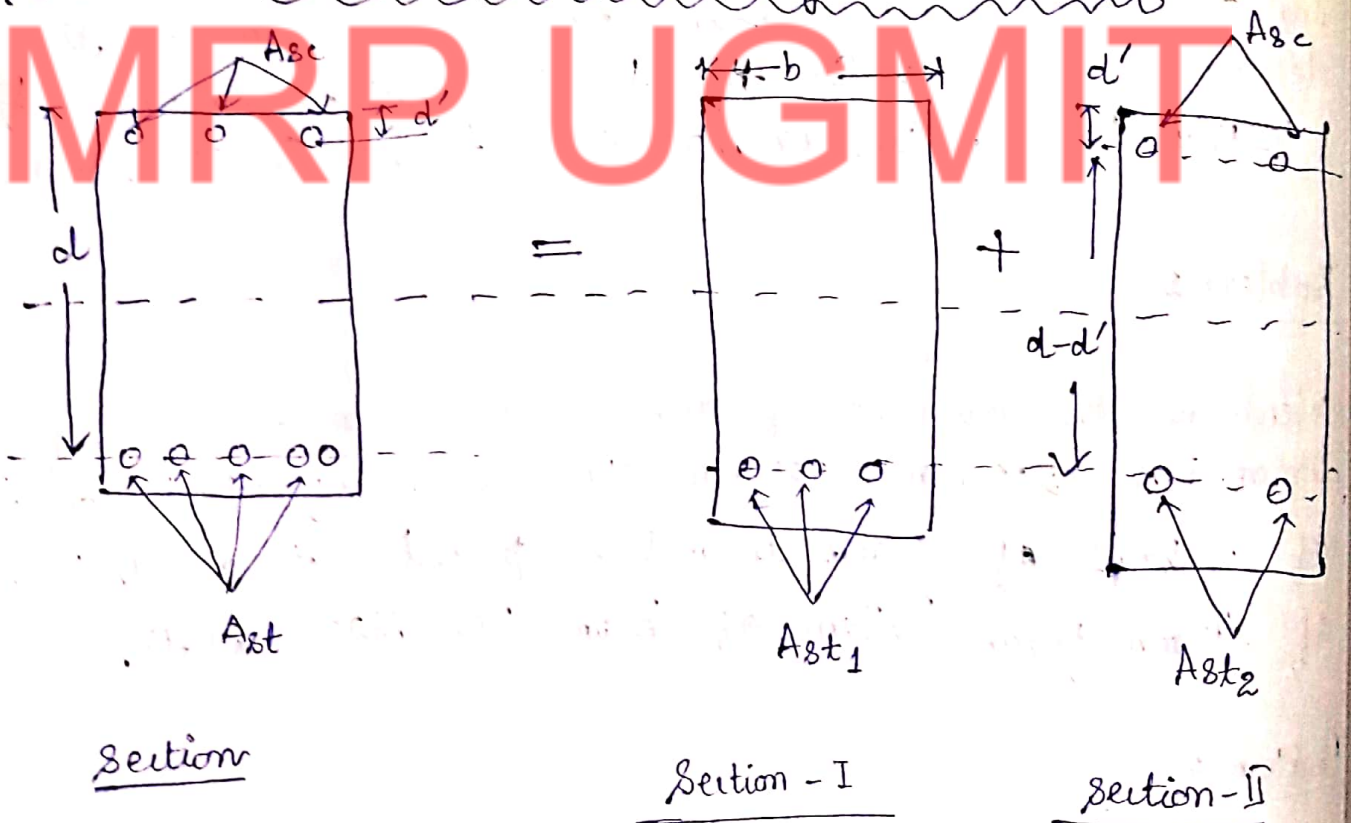 MRP UGMIT
Asc
d'
d
Ast
Section
b
Ast1
Section - I
Asc
d'
d-d'
Ast2
Section-II
=
+